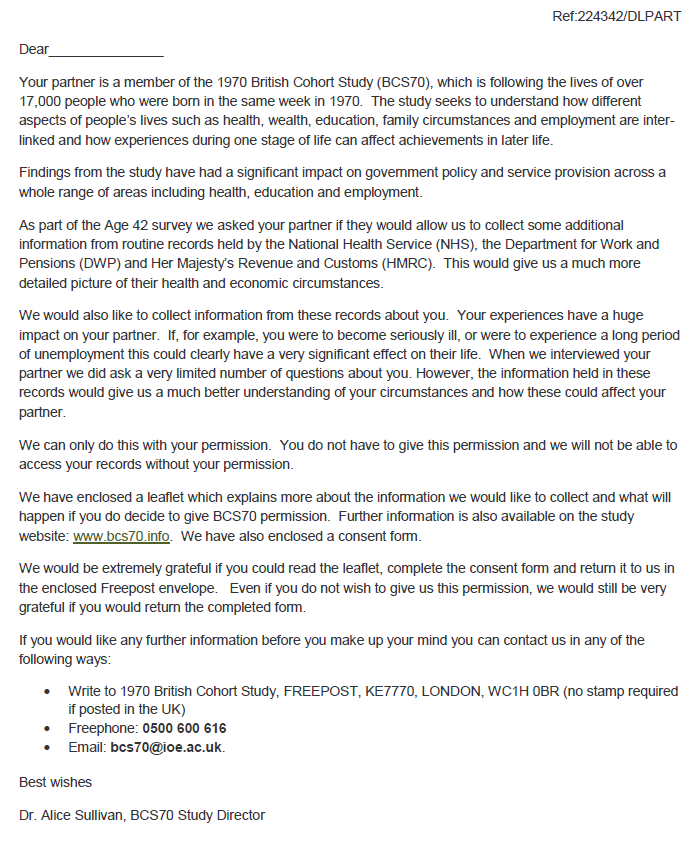 Ref:224342/DLPART
Dear_______________
Your partner is a member of the 1970 British Cohort Study (BCS70), which is following the lives of over
17,000 people who were born in the same week in 1970.  The study seeks to understand how different
aspects of people's lives such as health, wealth, education, family circumstances and employment are inter-
linked and how experiences during one stage of life can affect achievements in later life.
Findings from the study have had a significant impact on government policy and service provision across a
whole range of areas including health, education and employment.
As part of the Age 42 survey we asked your partner if they would allow us to collect some additional
information from routine records held by the National Health Service (NHS), the Department for Work and
Pensions (DWP) and Her Majesty's Revenue and Customs (HMRC).  This would give us a much more
detailed picture of their health and economic circumstances.
We would also like to collect information from these records about you.  Your experiences have a huge
impact on your partner.  If, for example, you were to become seriously ill, or were to experience a long period
of unemployment this could clearly have a very significant effect on their life.  When we interviewed your
partner we did ask a very limited number of questions about you. However, the information held in these
records would give us a much better understanding of your circumstances and how these could affect your
partner.
We can only do this with your permission.  You do not have to give this permission and we will not be able to
access your records without your permission.
We have enclosed a leaflet which explains more about the information we would like to collect and what will
happen if you do decide to give BCS70 permission.  Further information is also available on the study
website: www.bcs70.info.  We have also enclosed a consent form.
We would be extremely grateful if you could read the leaflet, complete the consent form and return it to us in
the enclosed Freepost envelope.   Even if you do not wish to give us this permission, we would still be very
grateful if you would return the completed form.
If you would like any further information before you make up your mind you can contact us in any of the
following ways:
• Write to 1970 British Cohort Study, FREEPOST, KE7770, LONDON, WC1H 0BR (no stamp required
if posted in the UK)
• Freephone: 0500 600 616
• Email: bcs70@ioe.ac.uk.
Best wishes
Dr. Alice Sullivan, BCS70 Study Director